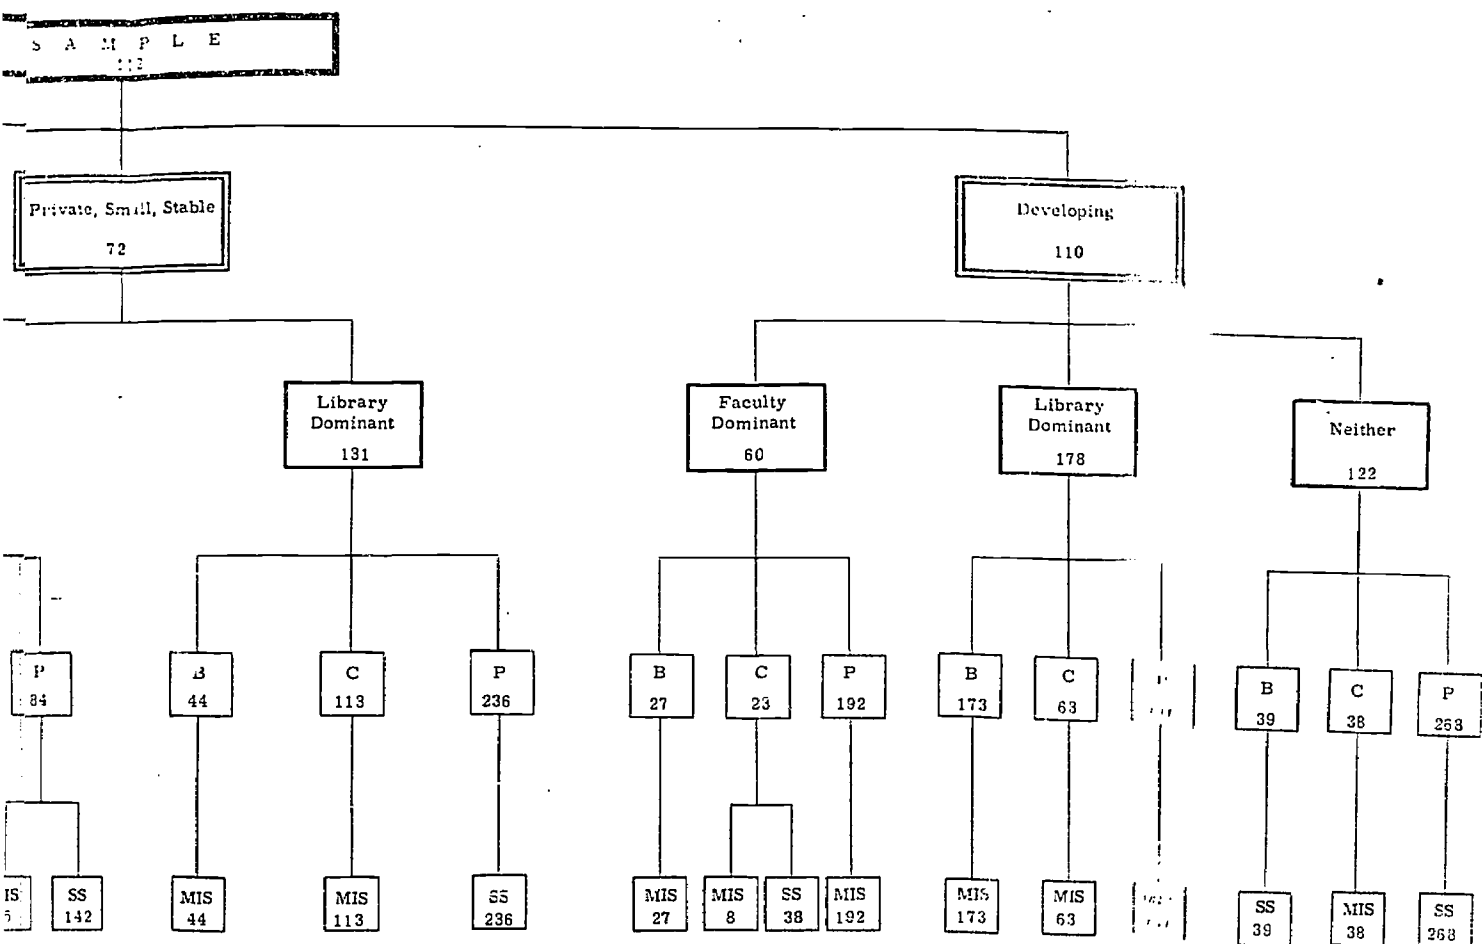 S A M P L E
112
Private, Small, Stable
72
Developing
110
Library
Dominant
131
Faculty
Dominant
60
Library
Dominant
178
Neither
122
P
84
B
44
C
113
P
236
B
27
C
23
P
192
B
173
C
63
B
39
C
38
P
268
SS
142
MIS
44
MIS
113
SS
236
MIS
27
MIS
8
SS
38
MIS
192
MIS
173
MIS
63
SS
39
MIS
38
SS
268